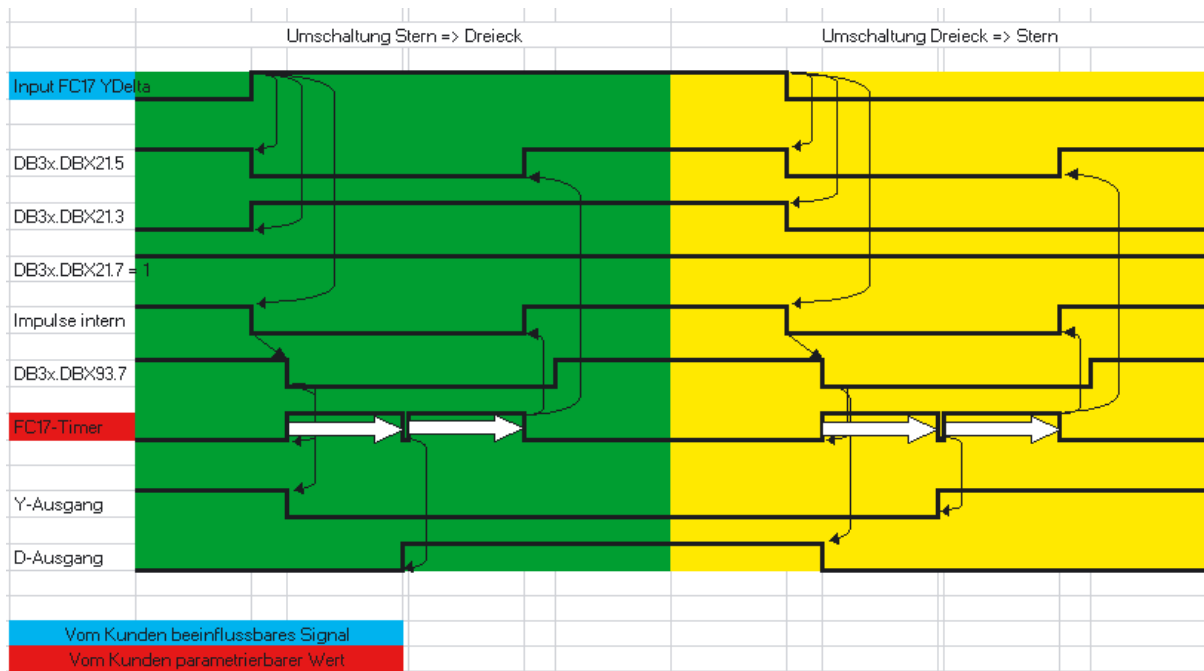 Umschaltung Stern => Dreieck
Umschaltung Dreieck => Stern
Input FC17 YDelta
DB3x.DBX21.5
DB3x.DBX21.3
DB3x.DBX21.7 = 1
Impulse intern
DB3x.DBX93.7
FC17-Timer
Y-Ausgang
D-Ausgang
Vom Kunden beeinflussbares Signal
Vom Kunden parametrierbarer Wert